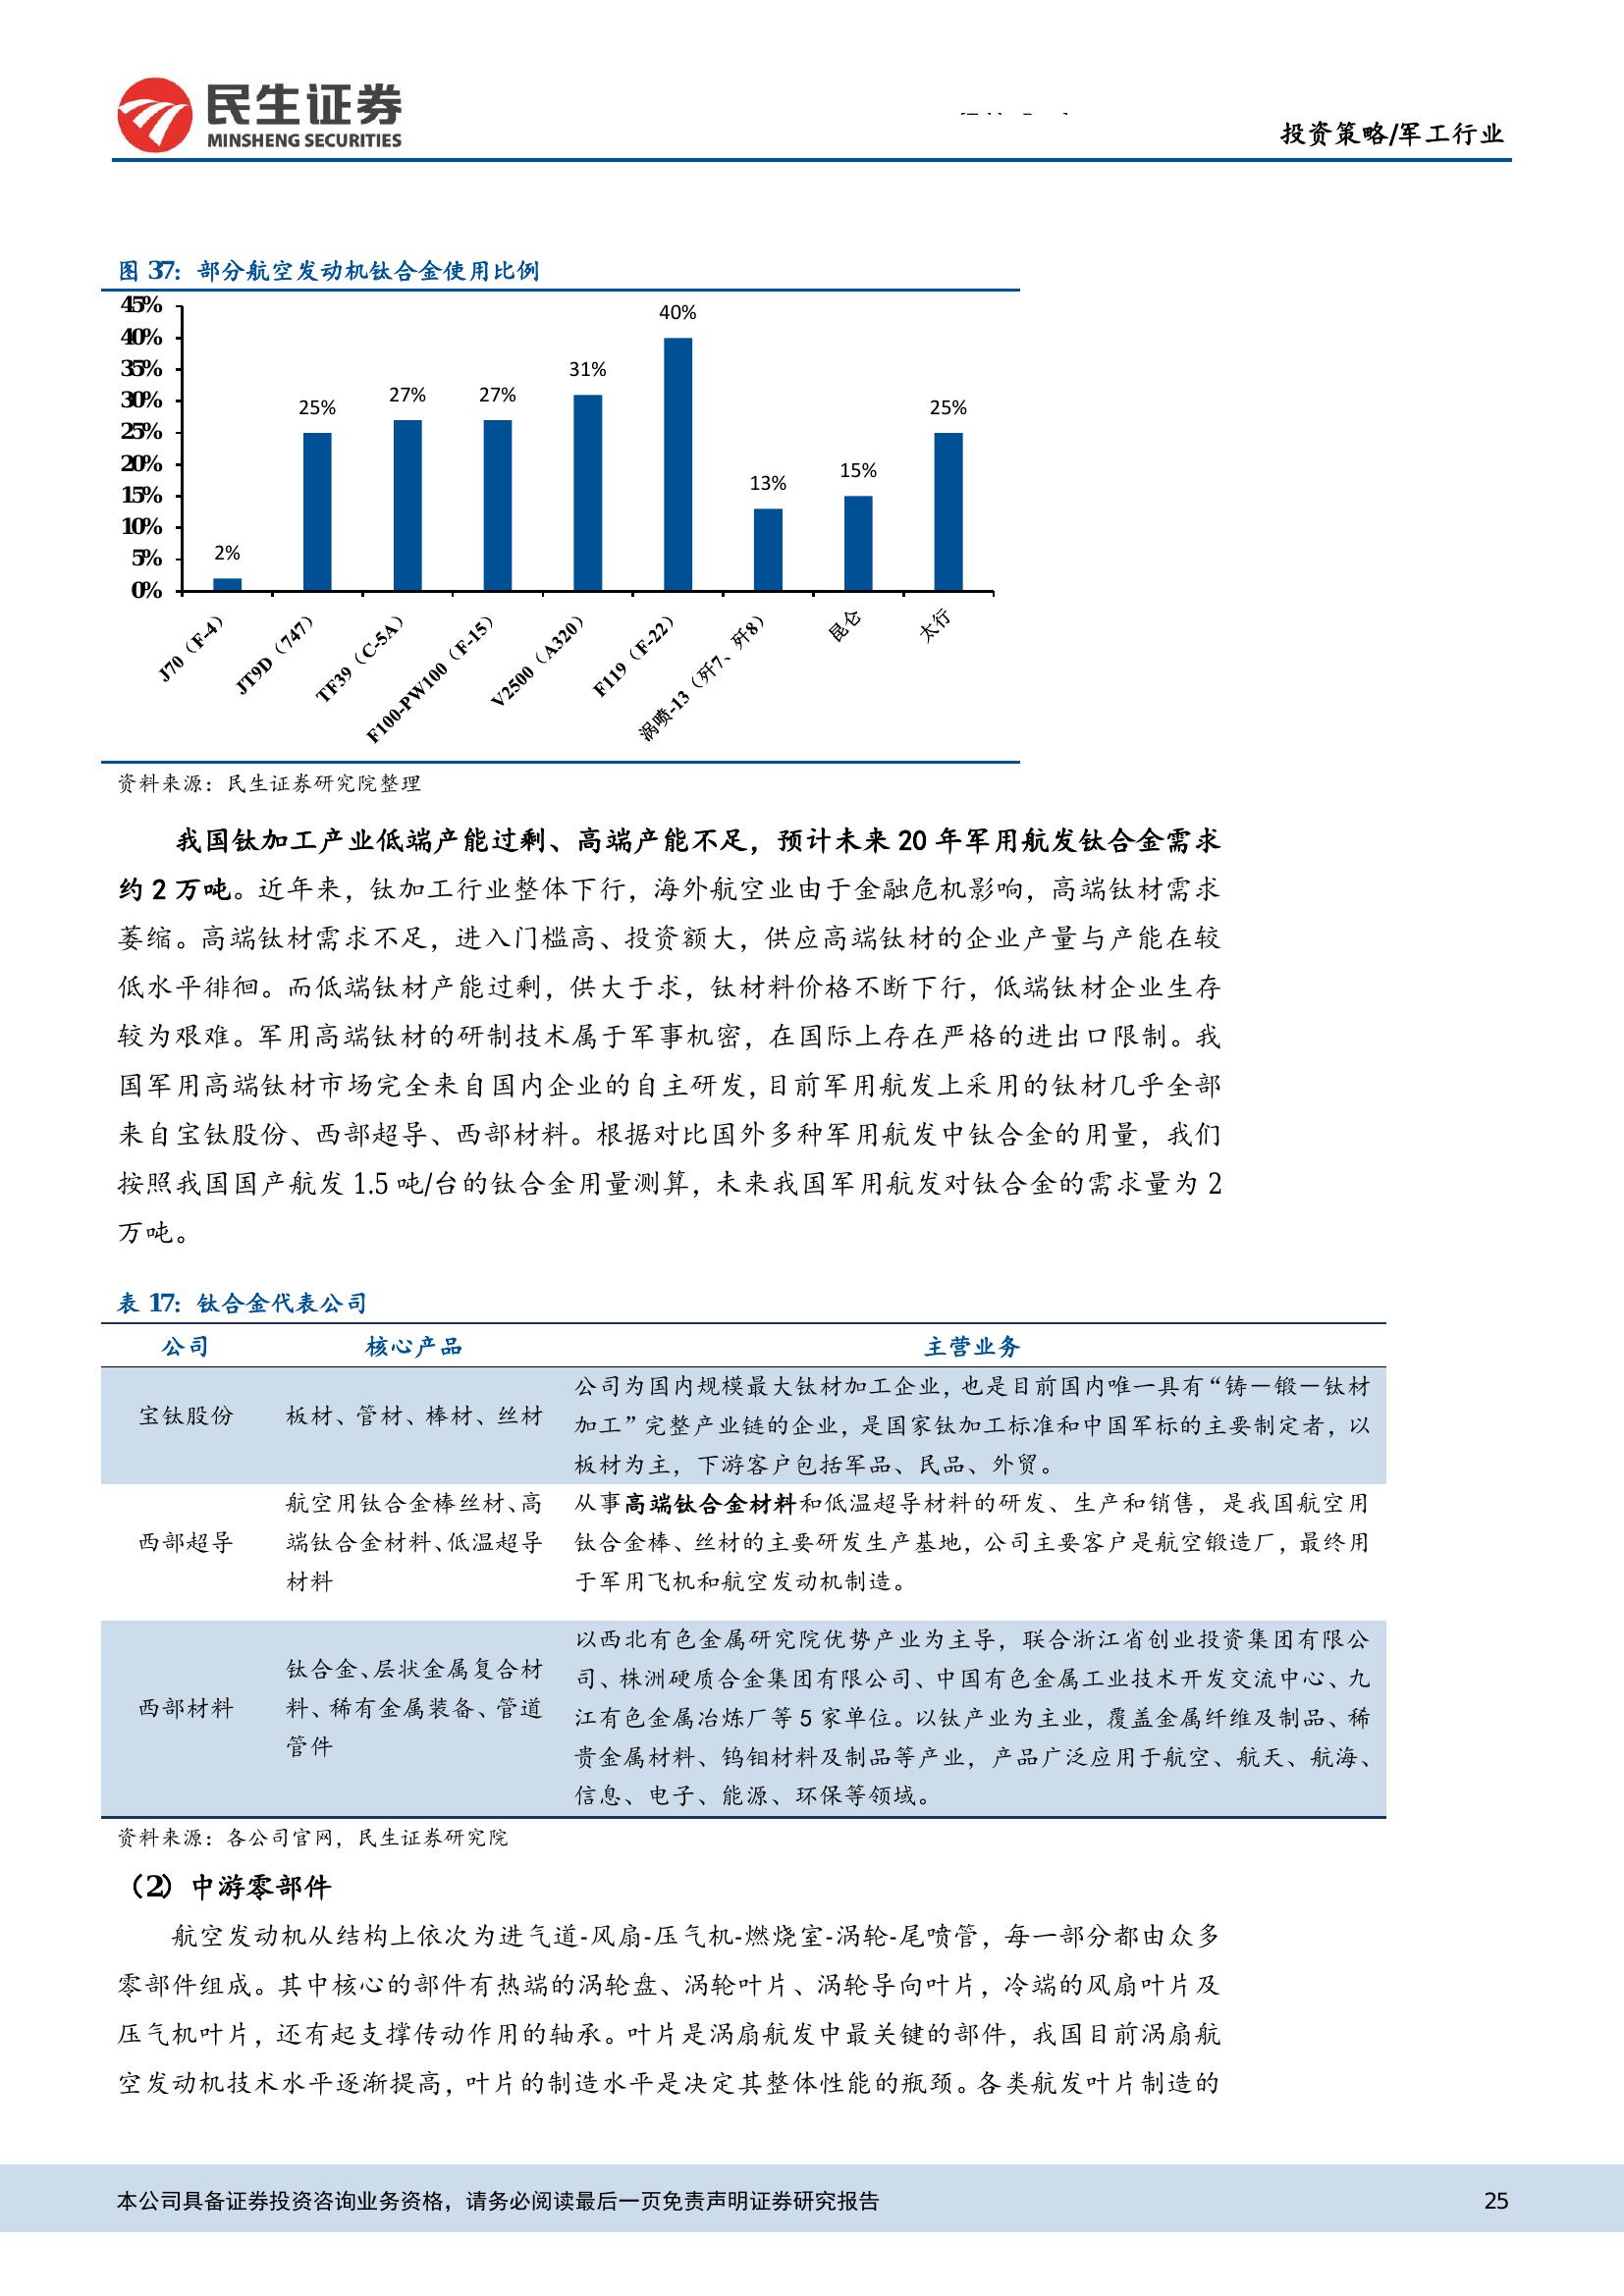 民生证券
MINSHENG SECURITIES
投资策略/军工行业
图 37：部分航空发动机钛合金使用比例
45%
40%
35%
30%
25%
20%
15%
10%
5%
0%
2%
25%
27%
27%
31%
40%
13%
15%
25%
J70（F-4）
JT9D（747）
TF39（C-5A）
F100-PW100（F-15）
V2500（A320）
F119（F-22）
涡喷-13（歼7、歼8）
昆仑
太行
资料来源：民生证券研究院整理
我国钛加工产业低端产能过剩、高端产能不足，预计未来 20 年军用航发钛合金需求
约 2 万吨。近年来，钛加工行业整体下行，海外航空业由于金融危机影响，高端钛材需求
萎缩。高端钛材需求不足，进入门槛高、投资额大，供应高端钛材的企业产量与产能在较
低水平徘徊。而低端钛材产能过剩，供大于求，钛材料价格不断下行，低端钛材企业生存
较为艰难。军用高端钛材的研制技术属于军事机密，在国际上存在严格的进出口限制。我
国军用高端钛材市场完全来自国内企业的自主研发，目前军用航发上采用的钛材几乎全部
来自宝钛股份、西部超导、西部材料。根据对比国外多种军用航发中钛合金的用量，我们
按照我国国产航发 1.5 吨/台的钛合金用量测算，未来我国军用航发对钛合金的需求量为 2
万吨。
表 17：钛合金代表公司
公司 核心产品 主营业务
宝钛股份
板材、管材、棒材、丝材
公司为国内规模最大钛材加工企业，也是目前国内唯一具有“铸－锻－钛材
加工”完整产业链的企业，是国家钛加工标准和中国军标的主要制定者，以
板材为主，下游客户包括军品、民品、外贸。
西部超导
航空用钛合金棒丝材、高
端钛合金材料、低温超导
材料
从事高端钛合金材料和低温超导材料的研发、生产和销售，是我国航空用
钛合金棒、丝材的主要研发生产基地，公司主要客户是航空锻造厂，最终用
于军用飞机和航空发动机制造。
西部材料
钛合金、层状金属复合材
料、稀有金属装备、管道
管件
以西北有色金属研究院优势产业为主导，联合浙江省创业投资集团有限公
司、株洲硬质合金集团有限公司、中国有色金属工业技术开发交流中心、九
江有色金属冶炼厂等 5 家单位。以钛产业为主业，覆盖金属纤维及制品、稀
贵金属材料、钨钼材料及制品等产业，产品广泛应用于航空、航天、航海、
信息、电子、能源、环保等领域。
资料来源：各公司官网，民生证券研究院
（2）中游零部件
航空发动机从结构上依次为进气道-风扇-压气机-燃烧室-涡轮-尾喷管，每一部分都由众多
零部件组成。其中核心的部件有热端的涡轮盘、涡轮叶片、涡轮导向叶片，冷端的风扇叶片及
压气机叶片，还有起支撑传动作用的轴承。叶片是涡扇航发中最关键的部件，我国目前涡扇航
空发动机技术水平逐渐提高，叶片的制造水平是决定其整体性能的瓶颈。各类航发叶片制造的
本公司具备证券投资咨询业务资格，请务必阅读最后一页免责声明证券研究报告
25